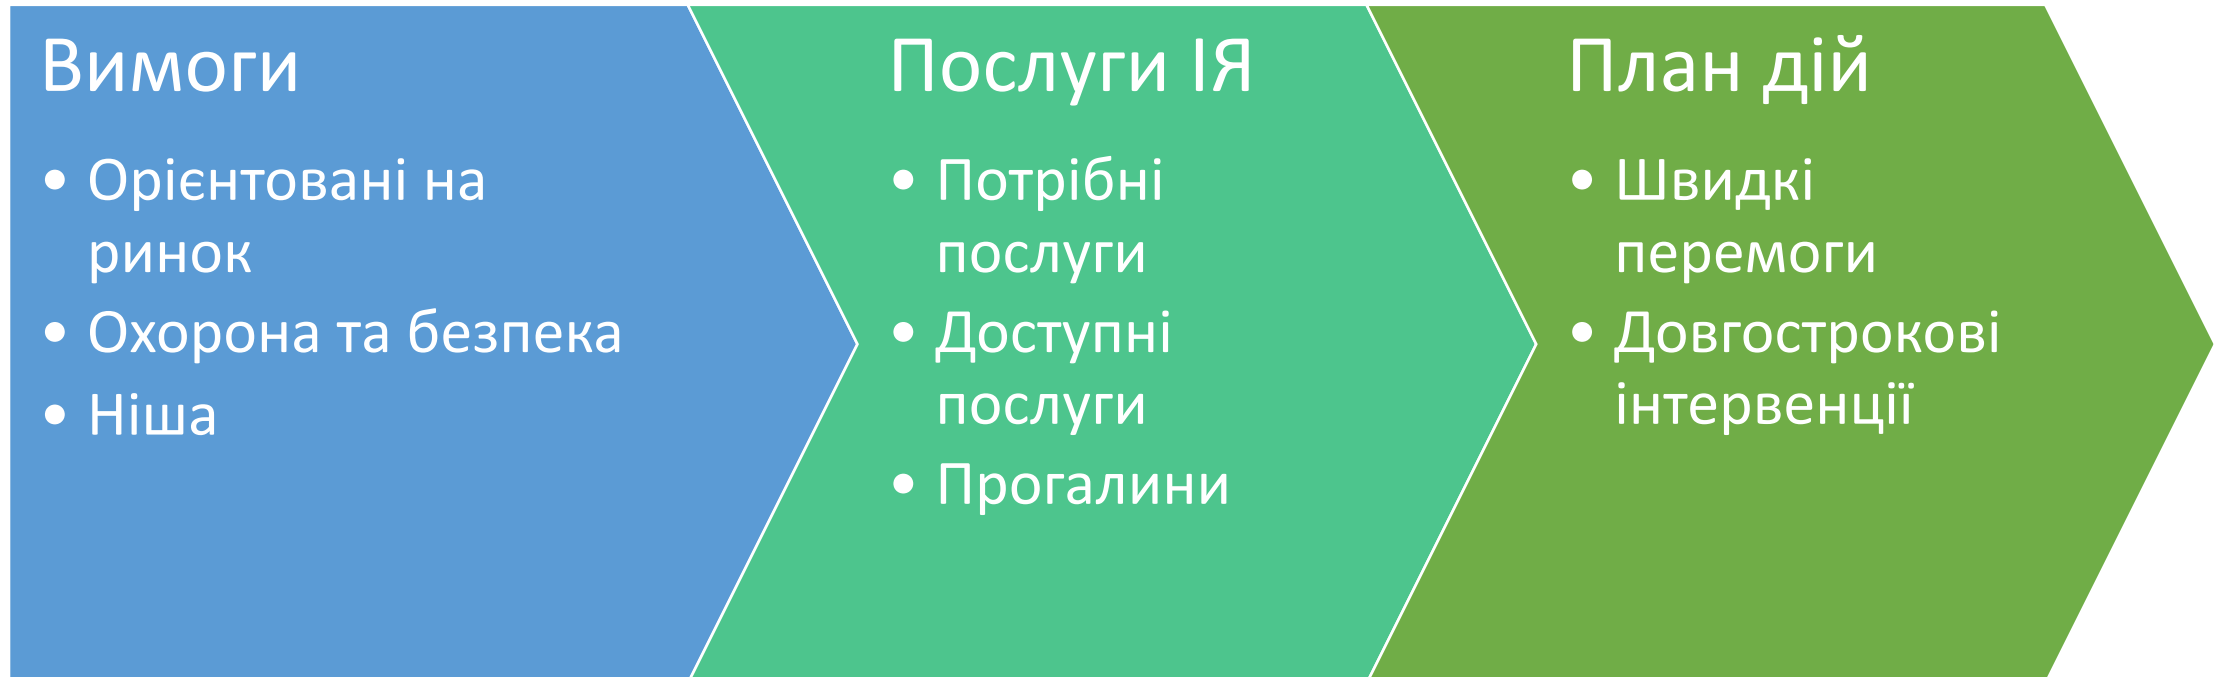 Вимоги
• Орієнтовані на
ринок
• Охорона та безпека
• Ніша
Послуги ІЯ
• Потрібні
послуги
• Доступні
послуги
• Прогалини
План дій
• Швидкі
перемоги
• Довгострокові
інтервенції